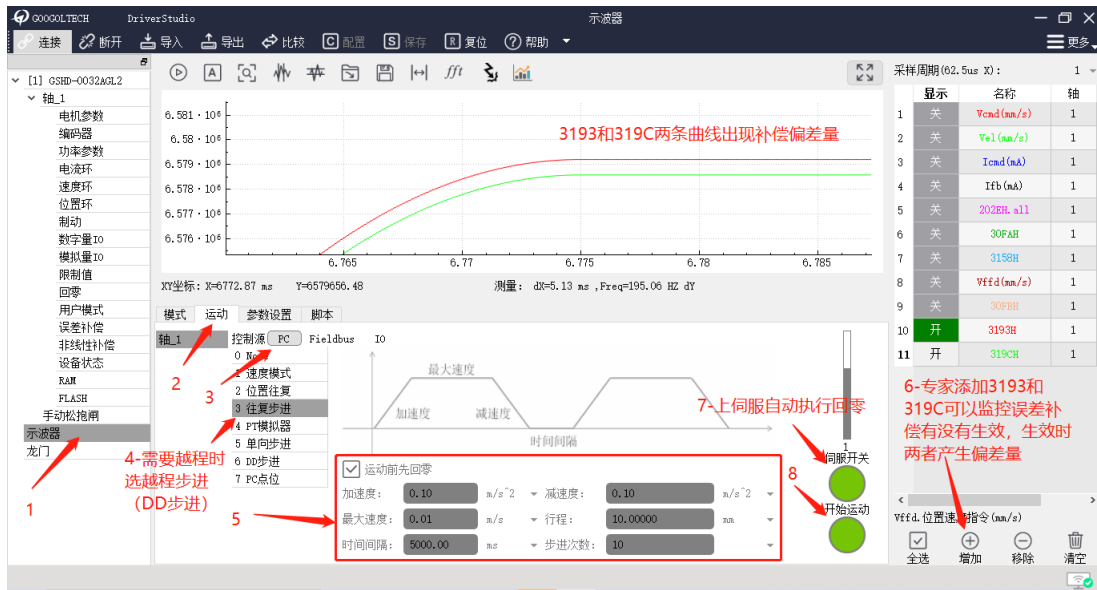 GOOGOLTECH DriverStudio 示波器
连接 断开 导入 导出 比较 C 配置 S 保存 R 复位 帮助 更多
[1] GSHD-0032AGL2
轴_1
电机参数
编码器
功率参数
电流环
速度环
位置环
制动
数字量IO
模拟量IO
限制值
回零
用户模式
误差补偿
非线性补偿
设备状态
RAM
FLASH
手动松抱闸
示波器
龙门
1
A fft
6.581·10⁶
6.58·10⁶
6.579·10⁶
6.578·10⁶
6.577·10⁶
6.576·10⁶
3193和319C两条曲线出现补偿偏差量
6.765 6.77 6.775 6.78 6.785
XY坐标: X=6772.87 ms Y=6579656.48 测量: dX=5.13 ms ,Freq=195.06 HZ dY
模式 运动 参数设置 脚本
轴_1
控制源 PC Fieldbus IO
速度模式
2 位置往复
3 往复步进
4 PT模拟器
5 单向步进
6 DD步进
7 PC点位
2
3
4-需要越程时
选越程步进
（DD步进）
5
最大速度
加速度 减速度
时间间隔
运动前先回零
加速度: 0.10 m/s^2 减速度: 0.10 m/s^2
最大速度: 0.01 m/s 行程: 10.00000 mm
时间间隔: 5000.00 ms 步进次数: 10
7-上伺服自动执行回零
1
伺服开关
8
开始运动
采样周期(62.5us X): 1
显示 名称 轴
1 关 Vcmd(mm/s) 1
2 关 Vel(mm/s) 1
3 关 Icmd(mA) 1
4 关 Ifb(mA) 1
5 关 202EH.all 1
6 关 30FAH 1
7 关 3158H 1
8 关 Vffd(mm/s) 1
9 关 30FBH 1
10 开 3193H 1
11 开 319CH 1
6-专家添加3193和
319C可以监控误差补
偿有没有生效，生效时
两者产生偏差量
Vffd.位置速度指令(mm/s)
全选 增加 移除 清空